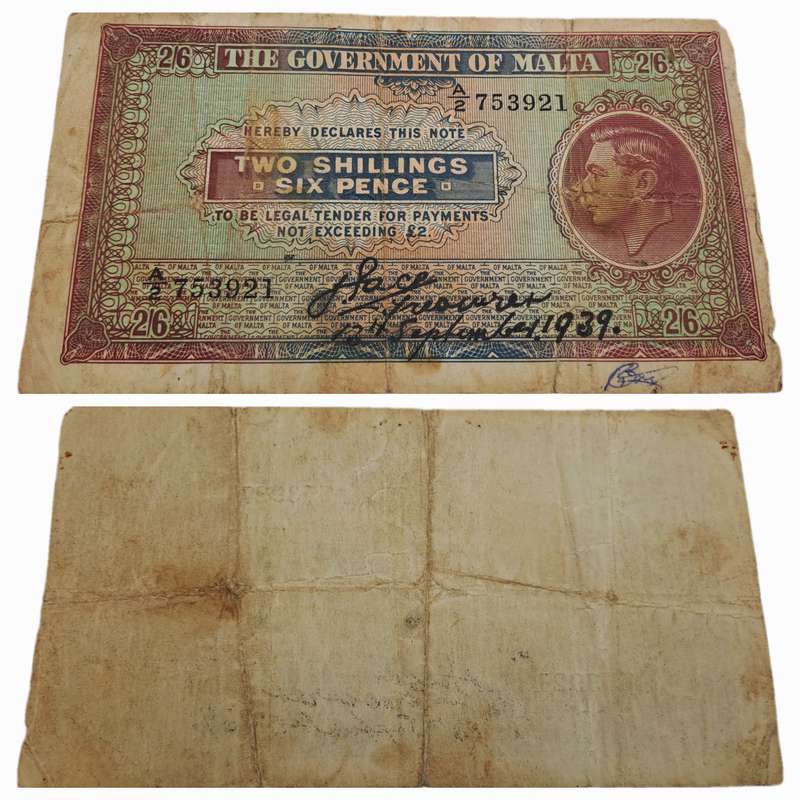 2/6 THE GOVERNMENT OF MALTA 2/6
A/2 753921
HEREBY DECLARES THIS NOTE
TWO SHILLINGS
SIX PENCE
TO BE LEGAL TENDER FOR PAYMENTS
NOT EXCEEDING £2.
A/2 753921
J. Pace
Treasurer
13th September, 1939.
2/6 2/6